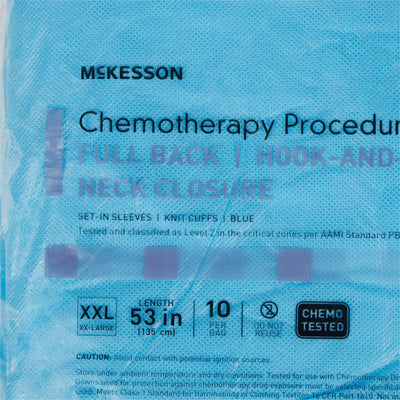 McKESSON
Chemotherapy Procedur
FULL BACK | HOOK-AND-
NECK CLOSURE
SET-IN SLEEVES | KNIT CUFFS | BLUE
Tested and classified as Level 2 in the critical zones per AAMI Standard PB
XXL
XX-LARGE
LENGTH
53 in
(135 cm)
10
PER
BAG
DO NOT
REUSE
CHEMO
TESTED
CAUTION: Avoid contact with potential ignition sources.
Store under ambient temperature and dry conditions. Tested for use with Chemotherapy Dr
Gowns used for protection against chemotherapy drug exposure must be selected specifical
use. Meets Class I Standard for Flammability of Clothing Textiles, 16 CFR Part 1610. Not ma